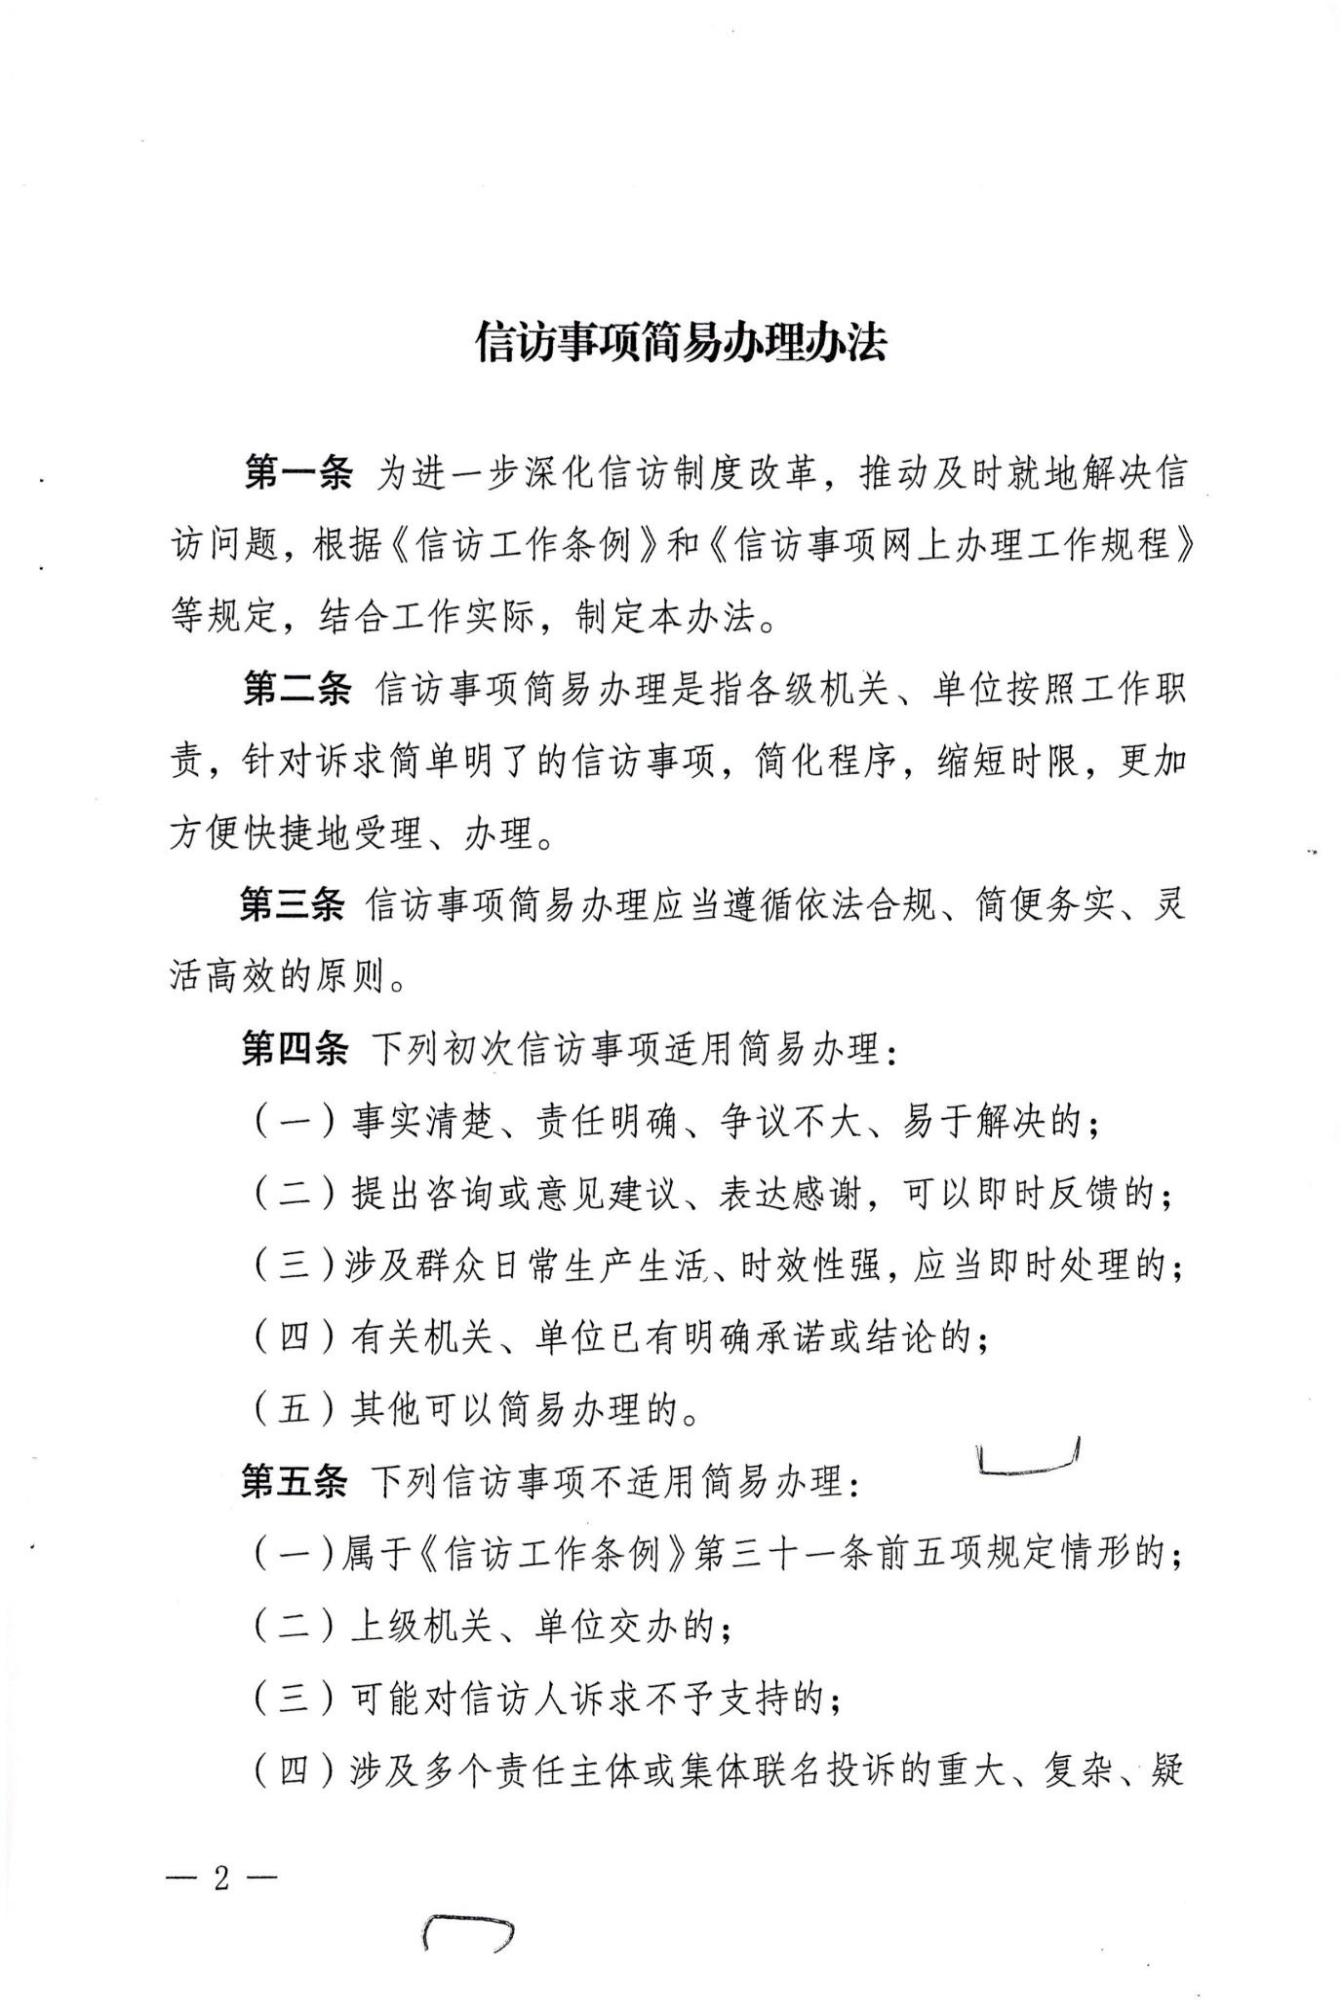 信访事项简易办理办法
第一条 为进一步深化信访制度改革，推动及时就地解决信
访问题，根据《信访工作条例》和《信访事项网上办理工作规程》
等规定，结合工作实际，制定本办法。
第二条 信访事项简易办理是指各级机关、单位按照工作职
责，针对诉求简单明了的信访事项，简化程序，缩短时限，更加
方便快捷地受理、办理。
第三条 信访事项简易办理应当遵循依法合规、简便务实、灵
活高效的原则。
第四条 下列初次信访事项适用简易办理：
（一）事实清楚、责任明确、争议不大、易于解决的；
（二）提出咨询或意见建议、表达感谢，可以即时反馈的；
（三）涉及群众日常生产生活、时效性强，应当即时处理的；
（四）有关机关、单位已有明确承诺或结论的；
（五）其他可以简易办理的。
第五条 下列信访事项不适用简易办理：
（一）属于《信访工作条例》第三十一条前五项规定情形的；
（二）上级机关、单位交办的；
（三）可能对信访人诉求不予支持的；
（四）涉及多个责任主体或集体联名投诉的重大、复杂、疑
— 2 —